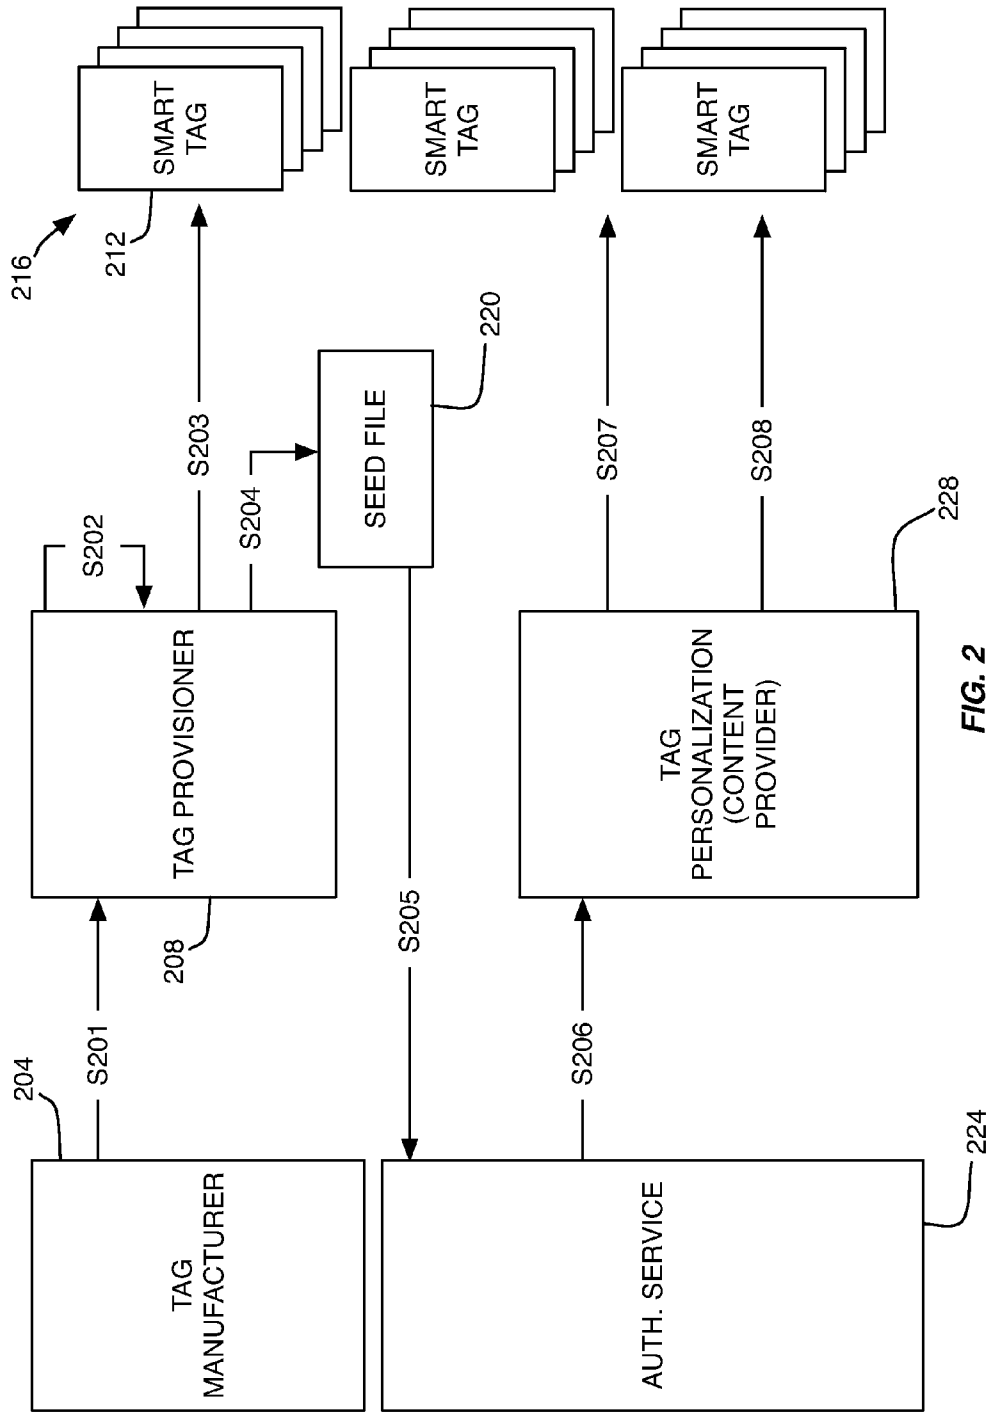 216
212
SMART
TAG
SMART
TAG
SMART
TAG
S203
S202
S204
SEED FILE
220
S207
S208
TAG PROVISIONER
208
TAG
PERSONALIZATION
(CONTENT
PROVIDER)
228
S201
S205
S206
204
TAG
MANUFACTURER
AUTH. SERVICE
224
FIG. 2